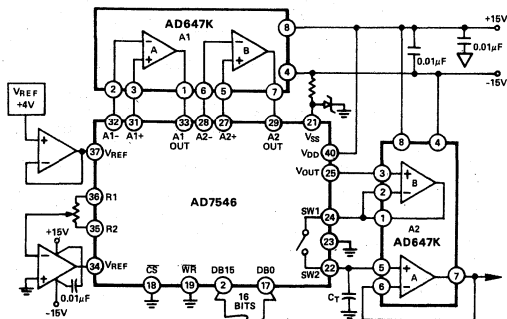 AD647K
A1
A
B
8
4
2
3
1
6
5
7
+15V
0.01µF
0.01µF
-15V
VREF
+4V
32
31
33
28
27
29
21
A1-
A1+
A1
OUT
A2-
A2+
A2
OUT
VSS
37
VREF
VDD
40
VOUT
25
8
4
3
2
1
B
A2
AD647K
36
R1
35
R2
AD7546
SW1
24
23
SW2
22
5
6
A
7
+15V
34
VREF
0.01µF
-15V
CS
WR
DB15
DB0
18
19
2
17
16
BITS
CT